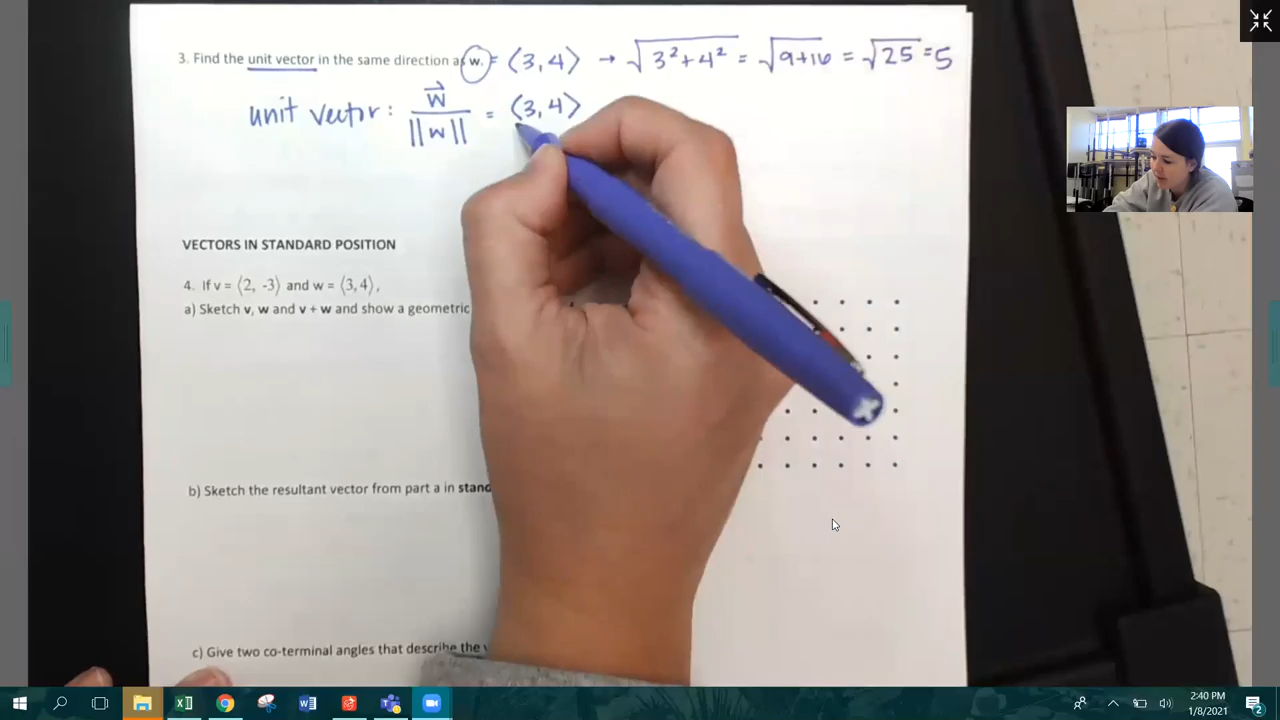 3. Find the unit vector in the same direction as w. = ⟨3, 4⟩ → √(3² + 4²) = √(9+16) = √25 = 5
unit vector: w⃗ / ||w|| = ⟨3, 4⟩
VECTORS IN STANDARD POSITION
4. If v = ⟨2, -3⟩ and w = ⟨3, 4⟩,
a) Sketch v, w and v + w and show a geometric
b) Sketch the resultant vector from part a in
c) Give two co-terminal angles that describe the
2:40 PM
1/8/2021